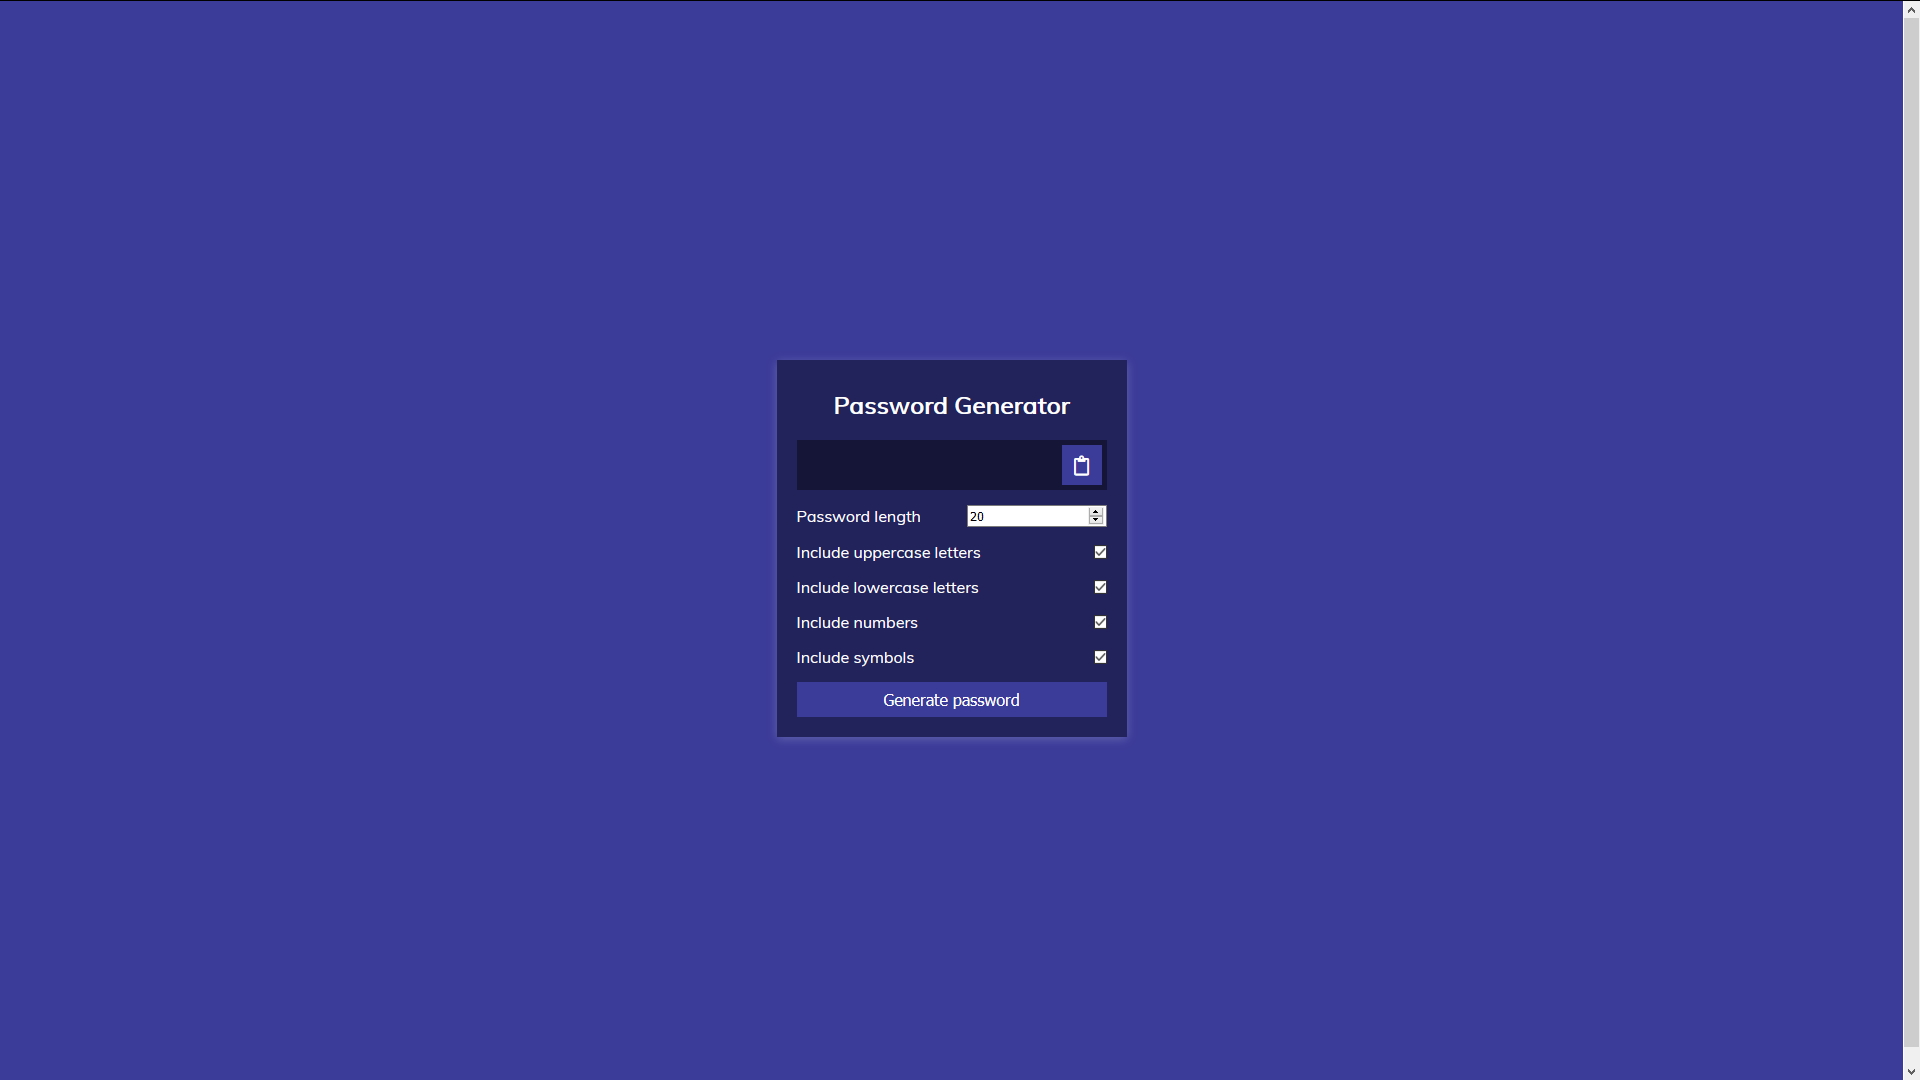 Password Generator
Password length 20
Include uppercase letters
Include lowercase letters
Include numbers
Include symbols
Generate password